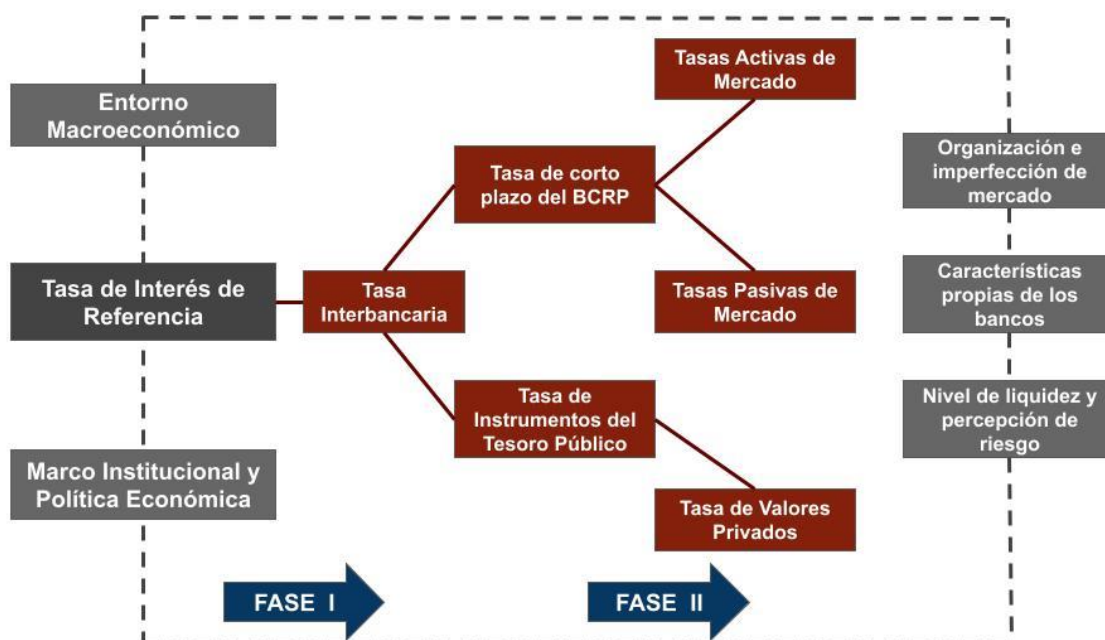 Entorno
Macroeconómico
Tasa de Interés de
Referencia
Marco Institucional y
Política Económica
Tasa
Interbancaria
Tasa de corto
plazo del BCRP
Tasa de
Instrumentos del
Tesoro Público
Tasas Activas de
Mercado
Tasas Pasivas de
Mercado
Tasa de Valores
Privados
Organización e
imperfección de
mercado
Características
propias de los
bancos
Nivel de liquidez y
percepción de
riesgo
FASE I
FASE II